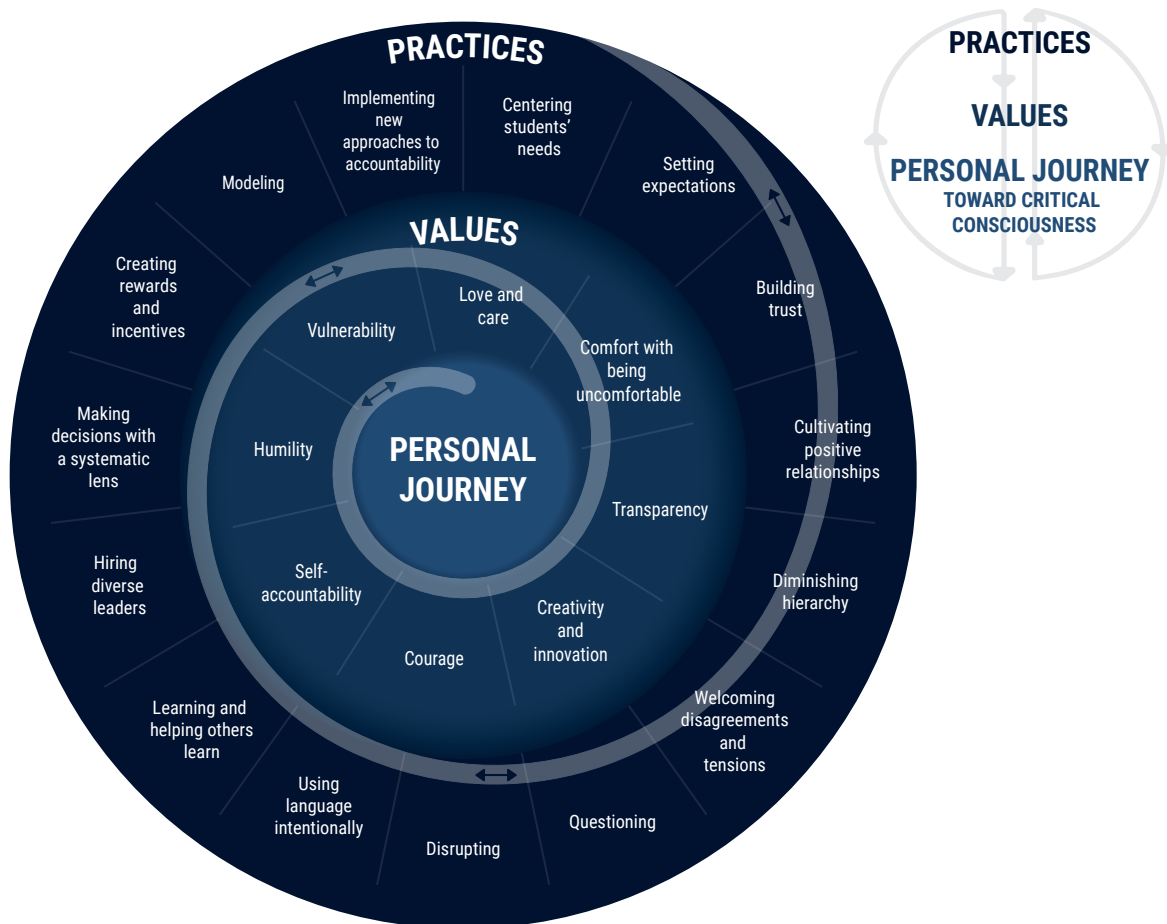 PRACTICES
Implementing
new
approaches to
accountability
Centering
students'
needs
Setting
expectations
Building
trust
Cultivating
positive
relationships
Diminishing
hierarchy
Welcoming
disagreements
and
tensions
Questioning
Disrupting
Using
language
intentionally
Learning and
helping others
learn
Hiring
diverse
leaders
Making
decisions with
a systematic
lens
Creating
rewards
and
incentives
Modeling
VALUES
Love and
care
Comfort with
being
uncomfortable
Transparency
Creativity
and
innovation
Courage
Self-
accountability
Humility
Vulnerability
PERSONAL
JOURNEY
PRACTICES
VALUES
PERSONAL JOURNEY
TOWARD CRITICAL
CONSCIOUSNESS